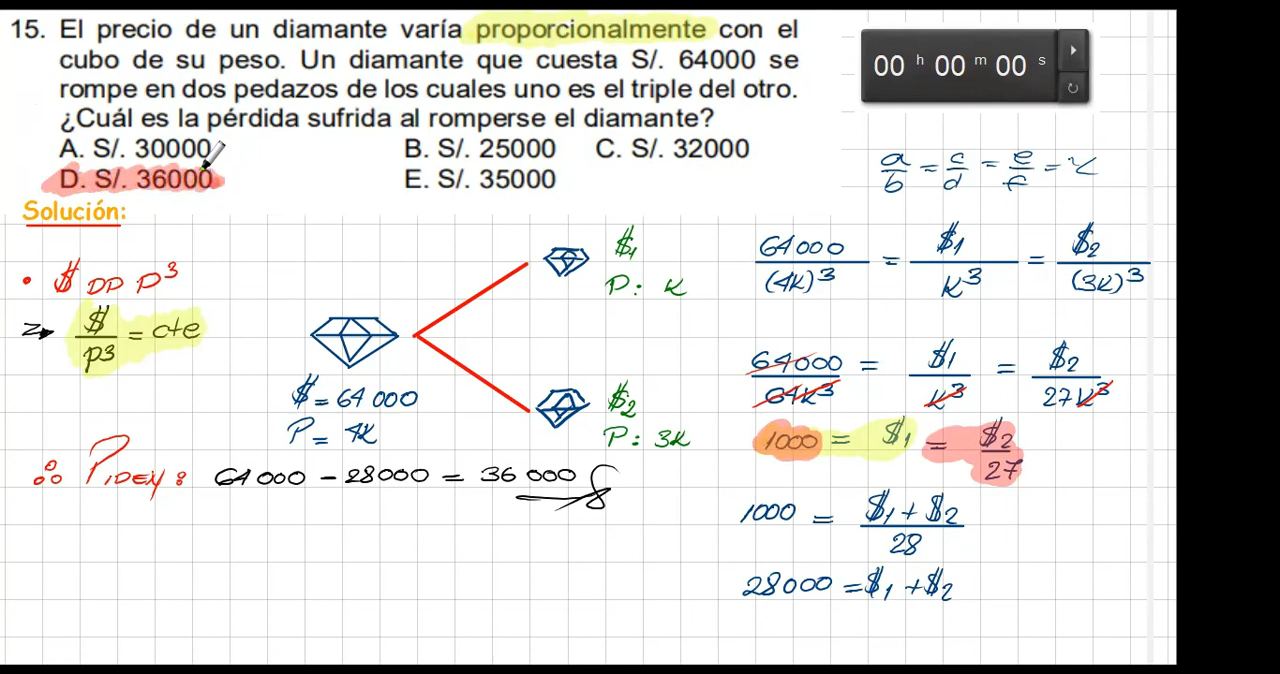 15. El precio de un diamante varía proporcionalmente con el
cubo de su peso. Un diamante que cuesta S/. 64000 se
rompe en dos pedazos de los cuales uno es el triple del otro.
¿Cuál es la pérdida sufrida al romperse el diamante?
A. S/. 30000 B. S/. 25000 C. S/. 32000
D. S/. 36000 E. S/. 35000
00 h 00 m 00 s
a/b = c/d = e/f = r
Solución:
• $ DP P³
$/P³ = cte
$ = 64 000
P = 4K
$₁
P: K
$₂
P: 3K
64000/(4K)³ = $₁/K³ = $₂/(3K)³
64000/64K³ = $₁/K³ = $₂/27K³
1000 = $₁ = $₂/27
1000 = $₁ + $₂/28
28000 = $₁ + $₂
∴ PIDEN: 64 000 – 28000 = 36 000